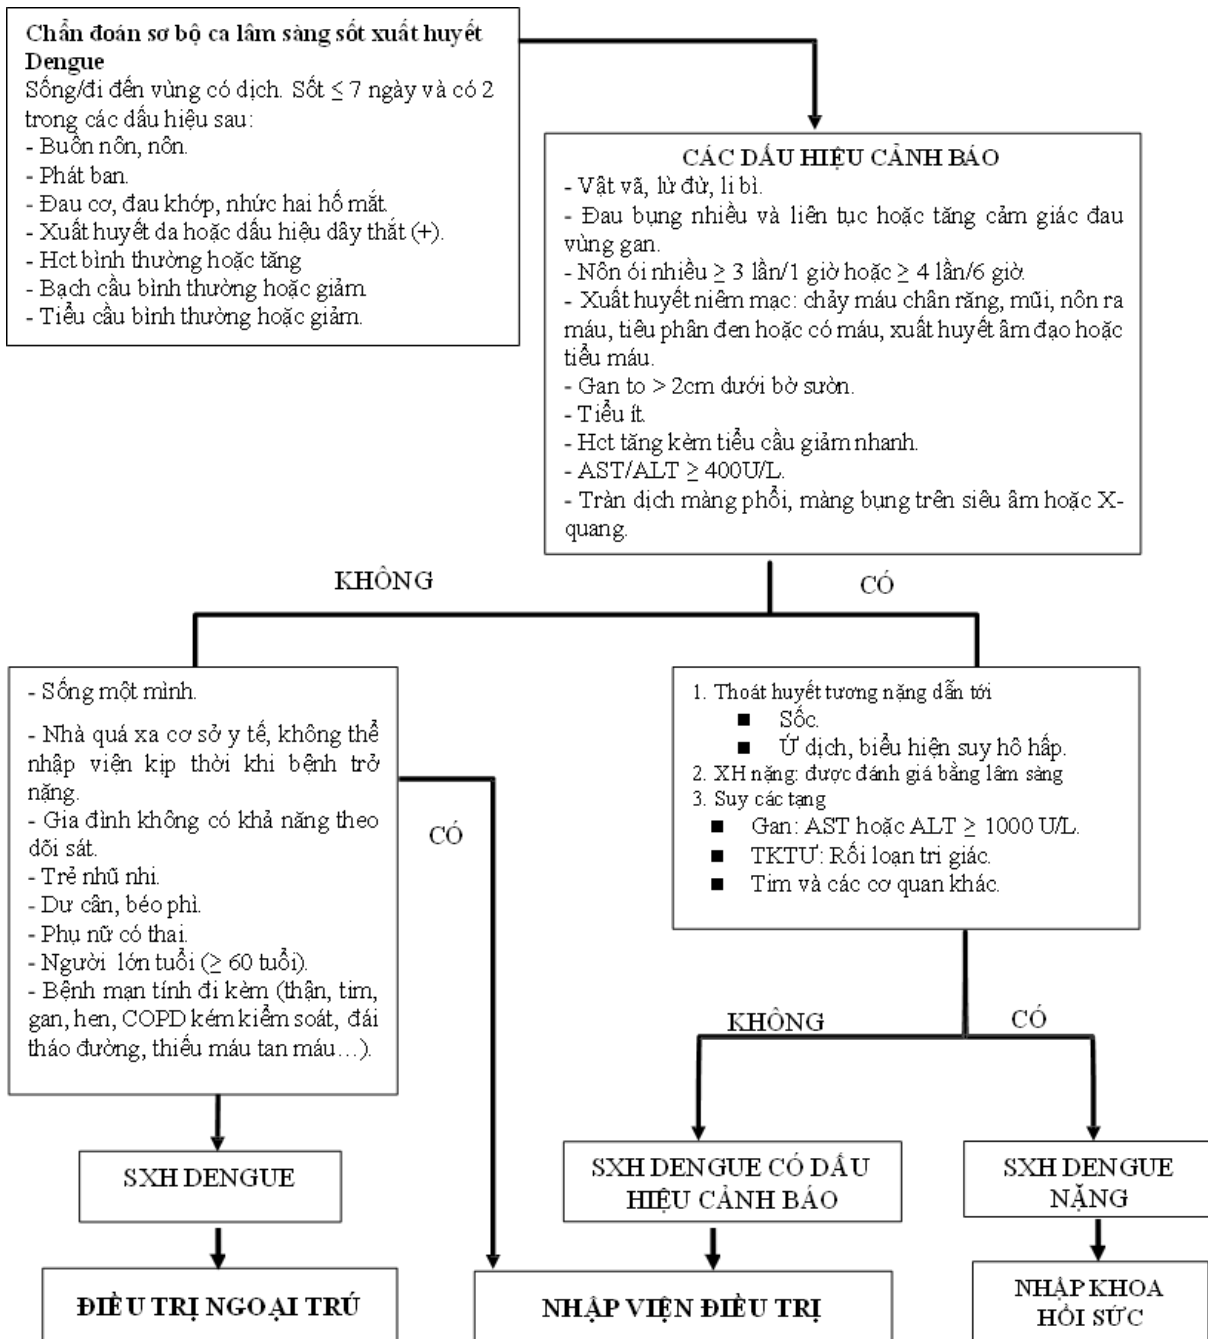 Chẩn đoán sơ bộ ca lâm sàng sốt xuất huyết
Dengue
Sống/đi đến vùng có dịch. Sốt ≤ 7 ngày và có 2
trong các dấu hiệu sau:
- Buồn nôn, nôn.
- Phát ban.
- Đau cơ, đau khớp, nhức hai hố mắt.
- Xuất huyết da hoặc dấu hiệu dây thắt (+).
- Hct bình thường hoặc tăng
- Bạch cầu bình thường hoặc giảm
- Tiểu cầu bình thường hoặc giảm.
CÁC DẤU HIỆU CẢNH BÁO
- Vật vã, lừ đừ, li bì.
- Đau bụng nhiều và liên tục hoặc tăng cảm giác đau
vùng gan.
- Nôn ói nhiều ≥ 3 lần/1 giờ hoặc ≥ 4 lần/6 giờ.
- Xuất huyết niêm mạc: chảy máu chân răng, mũi, nôn ra
máu, tiêu phân đen hoặc có máu, xuất huyết âm đạo hoặc
tiểu máu.
- Gan to > 2cm dưới bờ sườn.
- Tiểu ít.
- Hct tăng kèm tiểu cầu giảm nhanh.
- AST/ALT ≥ 400U/L.
- Tràn dịch màng phổi, màng bụng trên siêu âm hoặc X-
quang.
KHÔNG
CÓ
- Sống một mình.
- Nhà quá xa cơ sở y tế, không thể
nhập viện kịp thời khi bệnh trở
nặng.
- Gia đình không có khả năng theo
dõi sát.
- Trẻ nhũ nhi.
- Dư cân, béo phì.
- Phụ nữ có thai.
- Người lớn tuổi (≥ 60 tuổi).
- Bệnh mạn tính đi kèm (thận, tim,
gan, hen, COPD kém kiểm soát, đái
tháo đường, thiếu máu tan máu…).
CÓ
1. Thoát huyết tương nặng dẫn tới
■ Sốc.
■ Ứ dịch, biểu hiện suy hô hấp.
2. XH nặng: được đánh giá bằng lâm sàng
3. Suy các tạng
■ Gan: AST hoặc ALT ≥ 1000 U/L.
■ TKTƯ: Rối loạn tri giác.
■ Tim và các cơ quan khác.
KHÔNG
CÓ
SXH DENGUE
SXH DENGUE CÓ DẤU
HIỆU CẢNH BÁO
SXH DENGUE
NẶNG
ĐIỀU TRỊ NGOẠI TRÚ
NHẬP VIỆN ĐIỀU TRỊ
NHẬP KHOA
HỒI SỨC